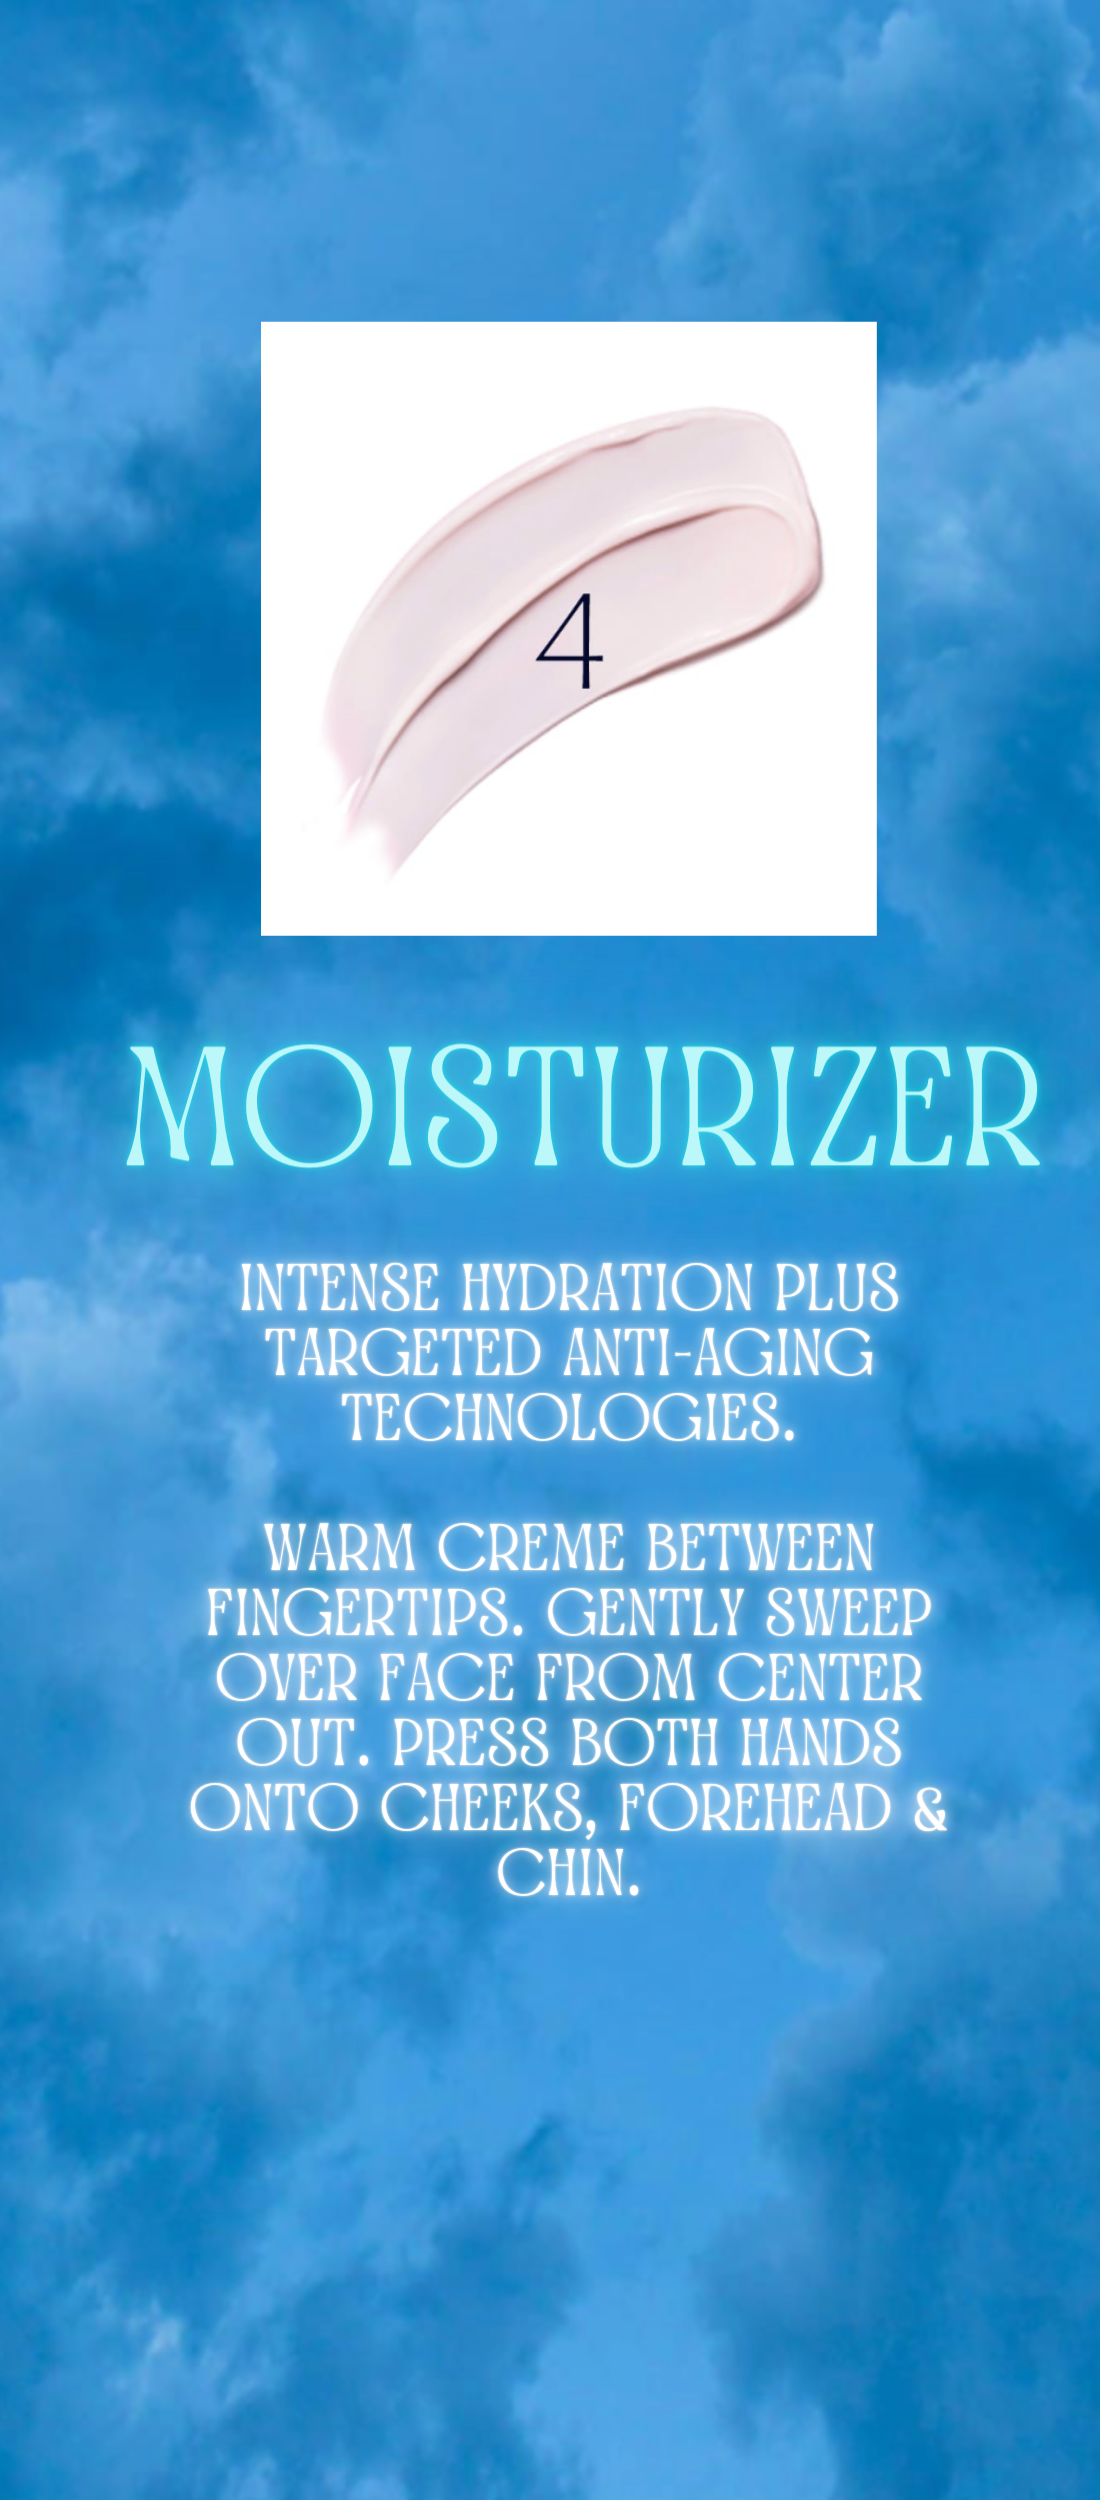 4
MOISTURIZER
INTENSE HYDRATION PLUS
TARGETED ANTI-AGING
TECHNOLOGIES.
WARM CREME BETWEEN
FINGERTIPS. GENTLY SWEEP
OVER FACE FROM CENTER
OUT. PRESS BOTH HANDS
ONTO CHEEKS, FOREHEAD &
CHIN.